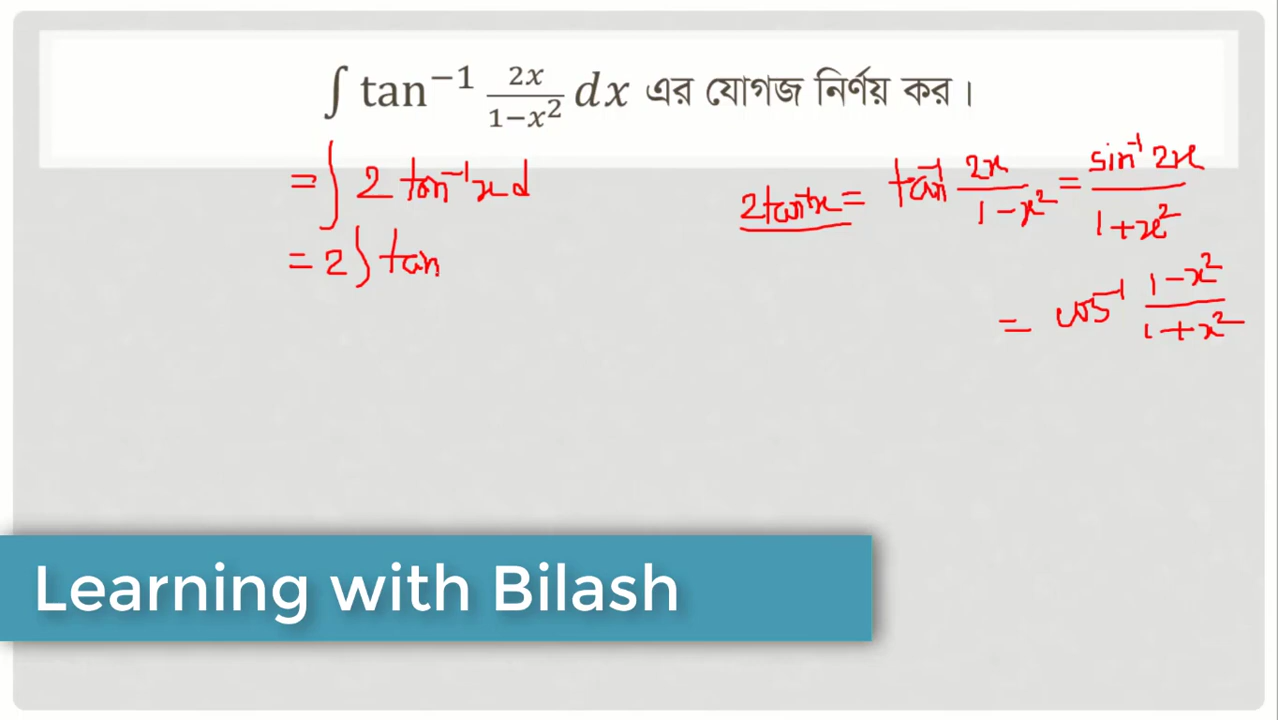 ∫ tan⁻¹ 2x/(1−x²) dx এর যোগজ নির্ণয় কর।
= ∫ 2 tan⁻¹x d
= 2∫ tan
2tan⁻¹x = tan⁻¹ 2x/(1−x²) = (sin⁻¹ 2x)/(1+x²)
= cos⁻¹ (1−x²)/(1+x²)
Learning with Bilash